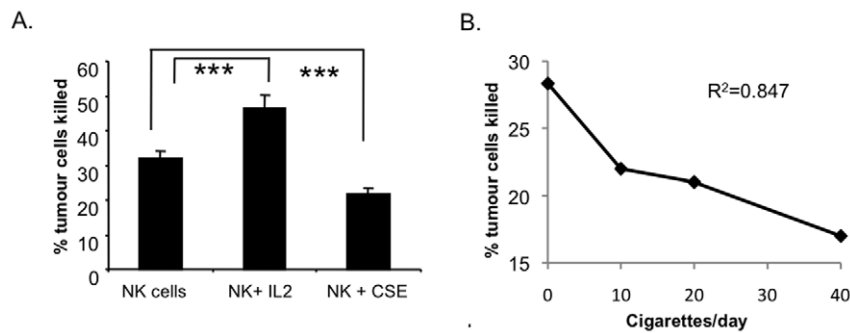 A.
% tumour cells killed
60
50
40
30
20
10
0
***
***
NK cells
NK+ IL2
NK + CSE
B.
% tumour cells killed
30
25
20
15
R²=0.847
0
10
20
30
40
Cigarettes/day